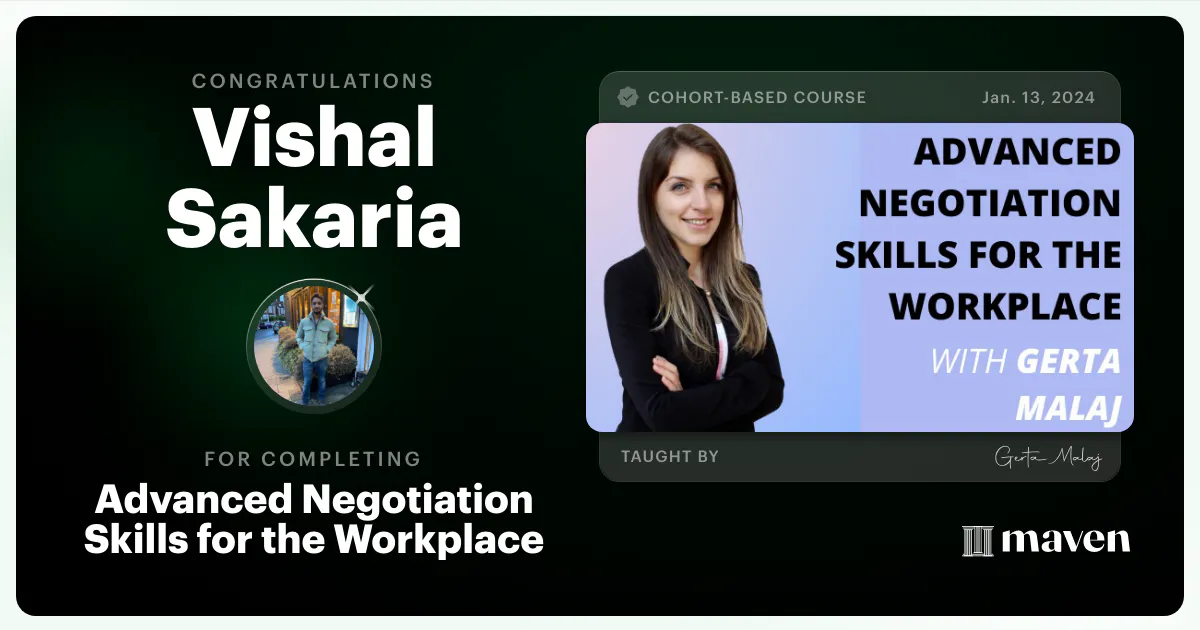 CONGRATULATIONS
Vishal
Sakaria
FOR COMPLETING
Advanced Negotiation
Skills for the Workplace
COHORT-BASED COURSE
Jan. 13, 2024
ADVANCED
NEGOTIATION
SKILLS FOR THE
WORKPLACE
WITH GERTA
MALAJ
TAUGHT BY
Gerta Malaj
maven